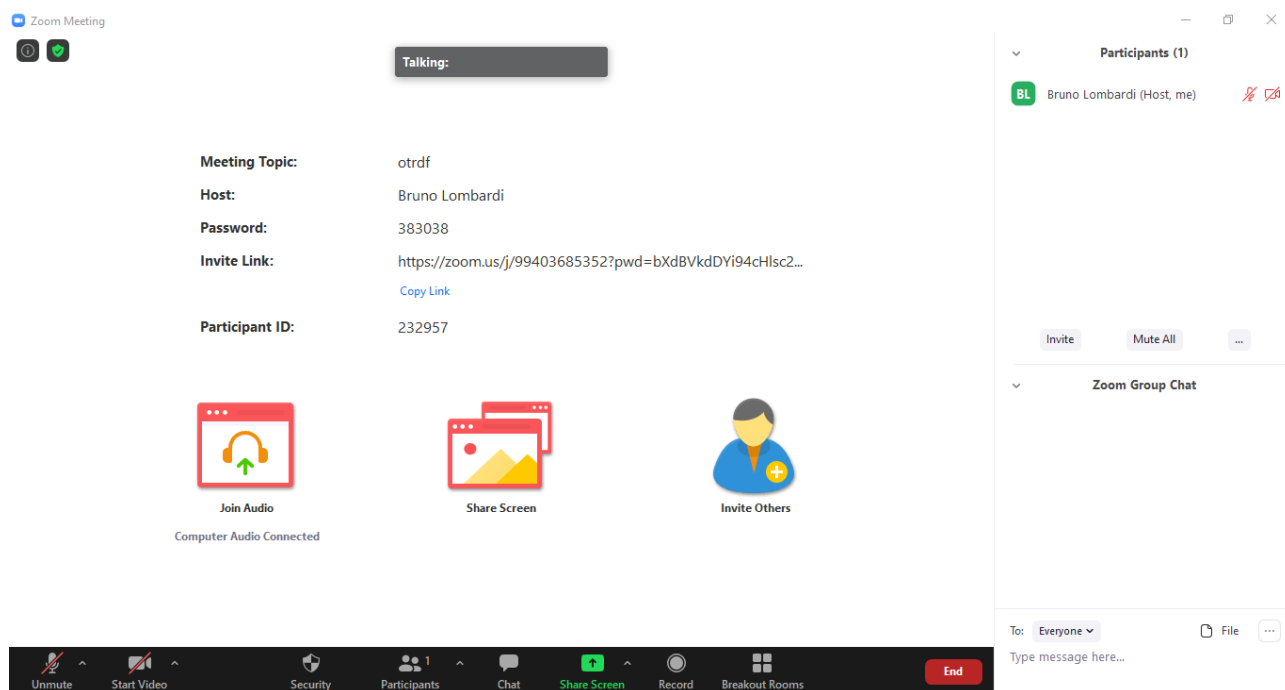 Zoom Meeting
Talking:
Meeting Topic: otrdf
Host: Bruno Lombardi
Password: 383038
Invite Link: https://zoom.us/j/99403685352?pwd=bXdBVkdDYi94cHlsc2...
Copy Link
Participant ID: 232957
Join Audio
Computer Audio Connected
Share Screen
Invite Others
Participants (1)
BL Bruno Lombardi (Host, me)
Invite Mute All ...
Zoom Group Chat
To: Everyone File ...
Type message here...
Unmute Start Video Security Participants 1 Chat Share Screen Record Breakout Rooms End